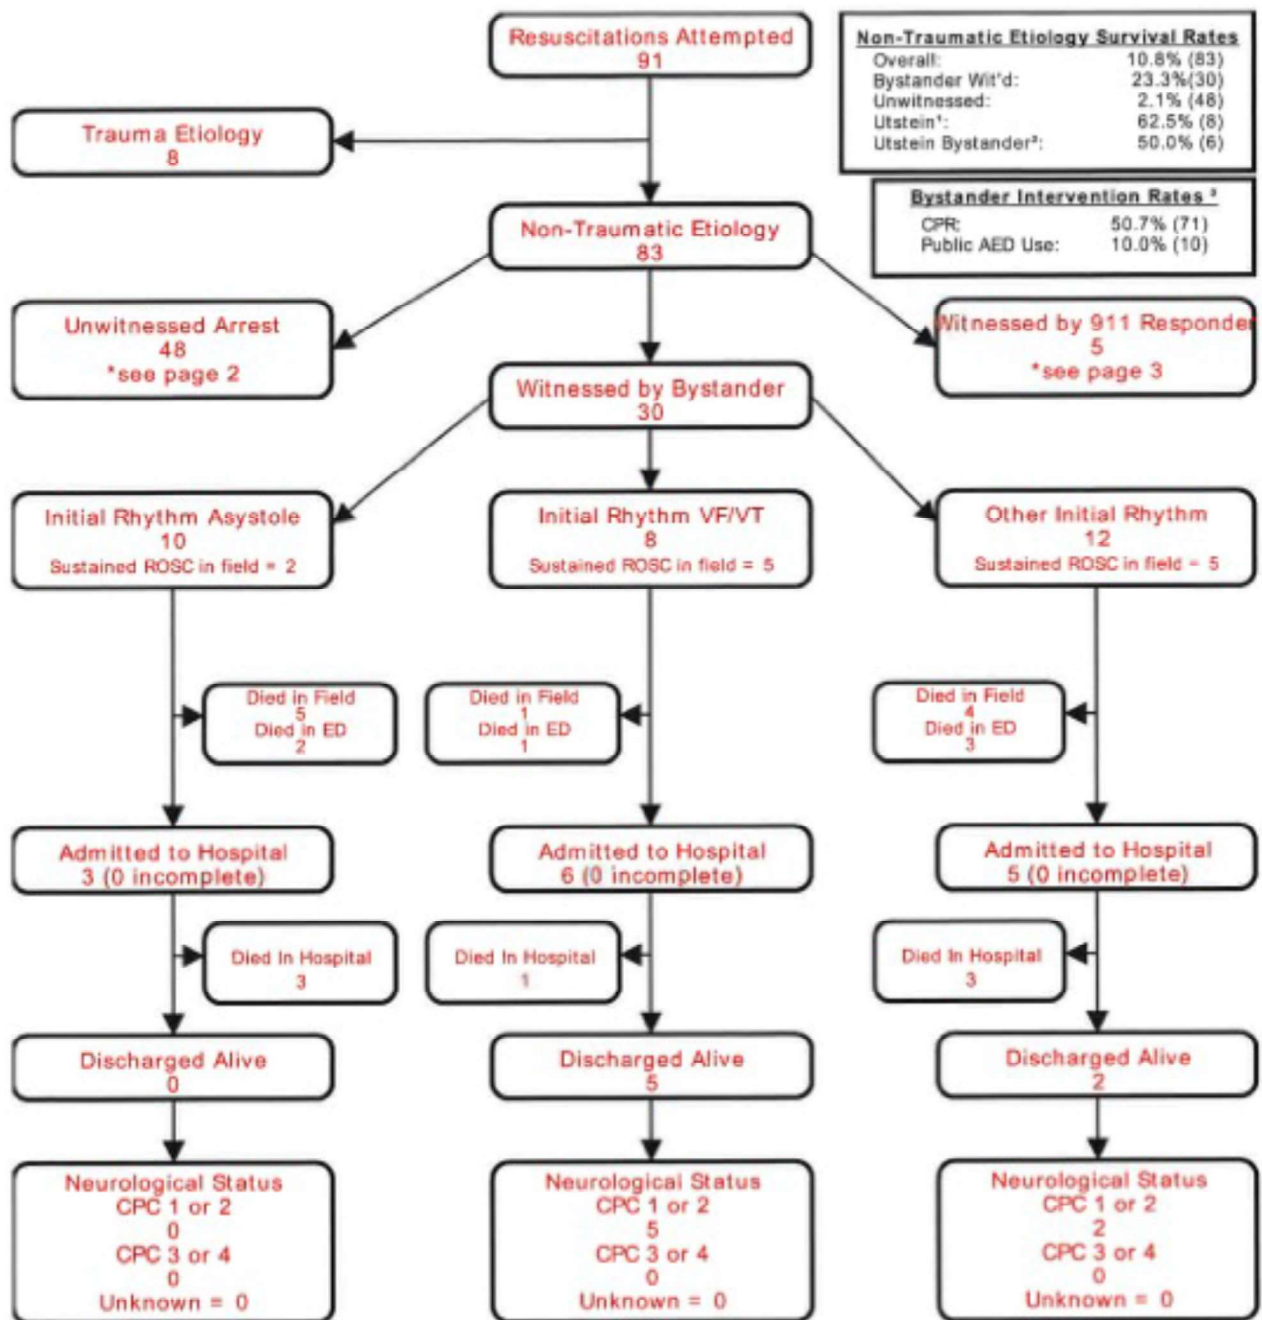 Resuscitations Attempted
91
Non-Traumatic Etiology Survival Rates
Overall: 10.8% (83)
Bystander Wit'd: 23.3%(30)
Unwitnessed: 2.1% (48)
Utstein¹: 62.5% (8)
Utstein Bystander²: 50.0% (6)
Trauma Etiology
8
Bystander Intervention Rates ³
CPR: 50.7% (71)
Public AED Use: 10.0% (10)
Non-Traumatic Etiology
83
Unwitnessed Arrest
48
*see page 2
Witnessed by 911 Responder
5
*see page 3
Witnessed by Bystander
30
Initial Rhythm Asystole
10
Sustained ROSC in field = 2
Initial Rhythm VF/VT
8
Sustained ROSC in field = 5
Other Initial Rhythm
12
Sustained ROSC in field = 5
Died in Field
5
Died in ED
2
Died in Field
1
Died in ED
1
Died in Field
4
Died in ED
3
Admitted to Hospital
3 (0 incomplete)
Admitted to Hospital
6 (0 incomplete)
Admitted to Hospital
5 (0 incomplete)
Died In Hospital
3
Died In Hospital
1
Died In Hospital
3
Discharged Alive
0
Discharged Alive
5
Discharged Alive
2
Neurological Status
CPC 1 or 2
0
CPC 3 or 4
0
Unknown = 0
Neurological Status
CPC 1 or 2
5
CPC 3 or 4
0
Unknown = 0
Neurological Status
CPC 1 or 2
2
CPC 3 or 4
0
Unknown = 0